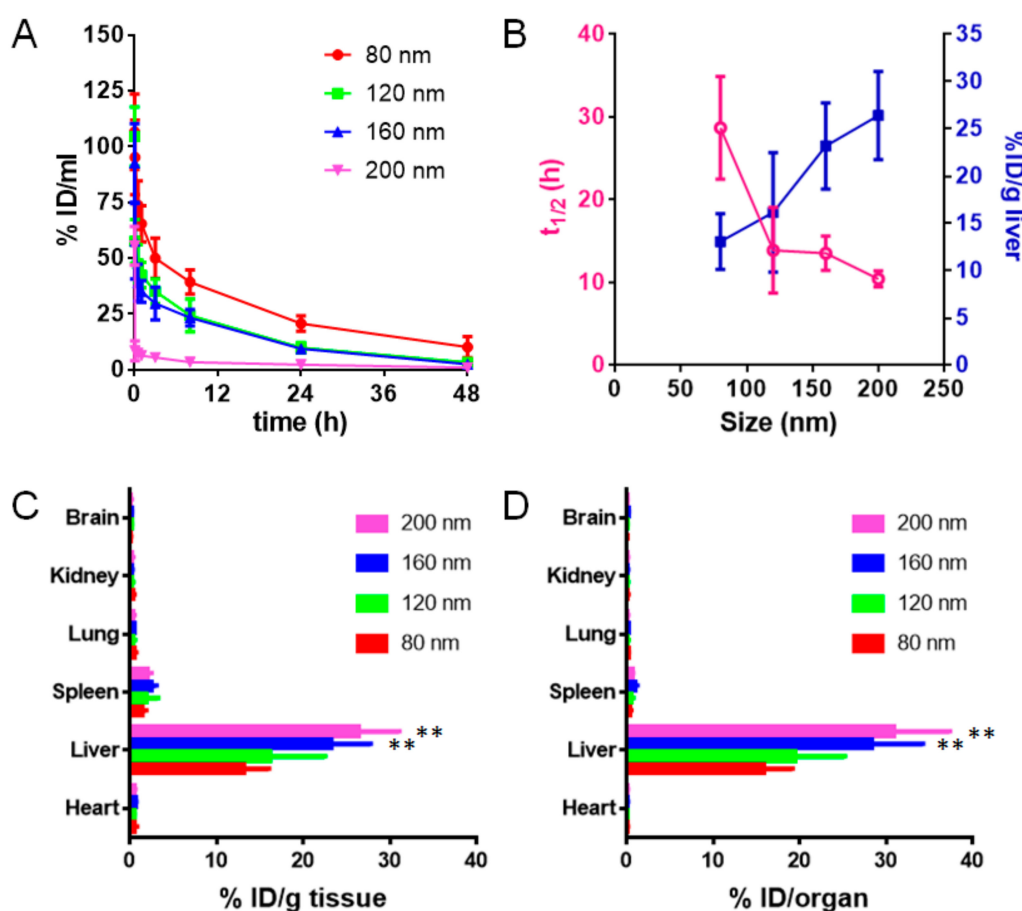 A
150
125
100
75
50
25
0
% ID/ml
0 12 24 36 48
time (h)
80 nm
120 nm
160 nm
200 nm
B
40
30
20
10
0
t1/2 (h)
35
30
25
20
15
10
5
0
%ID/g liver
0 50 100 150 200 250
Size (nm)
C
Brain
Kidney
Lung
Spleen
Liver
Heart
200 nm
160 nm
120 nm
80 nm
**
**
0 10 20 30 40
% ID/g tissue
D
Brain
Kidney
Lung
Spleen
Liver
Heart
200 nm
160 nm
120 nm
80 nm
**
**
0 10 20 30 40
% ID/organ